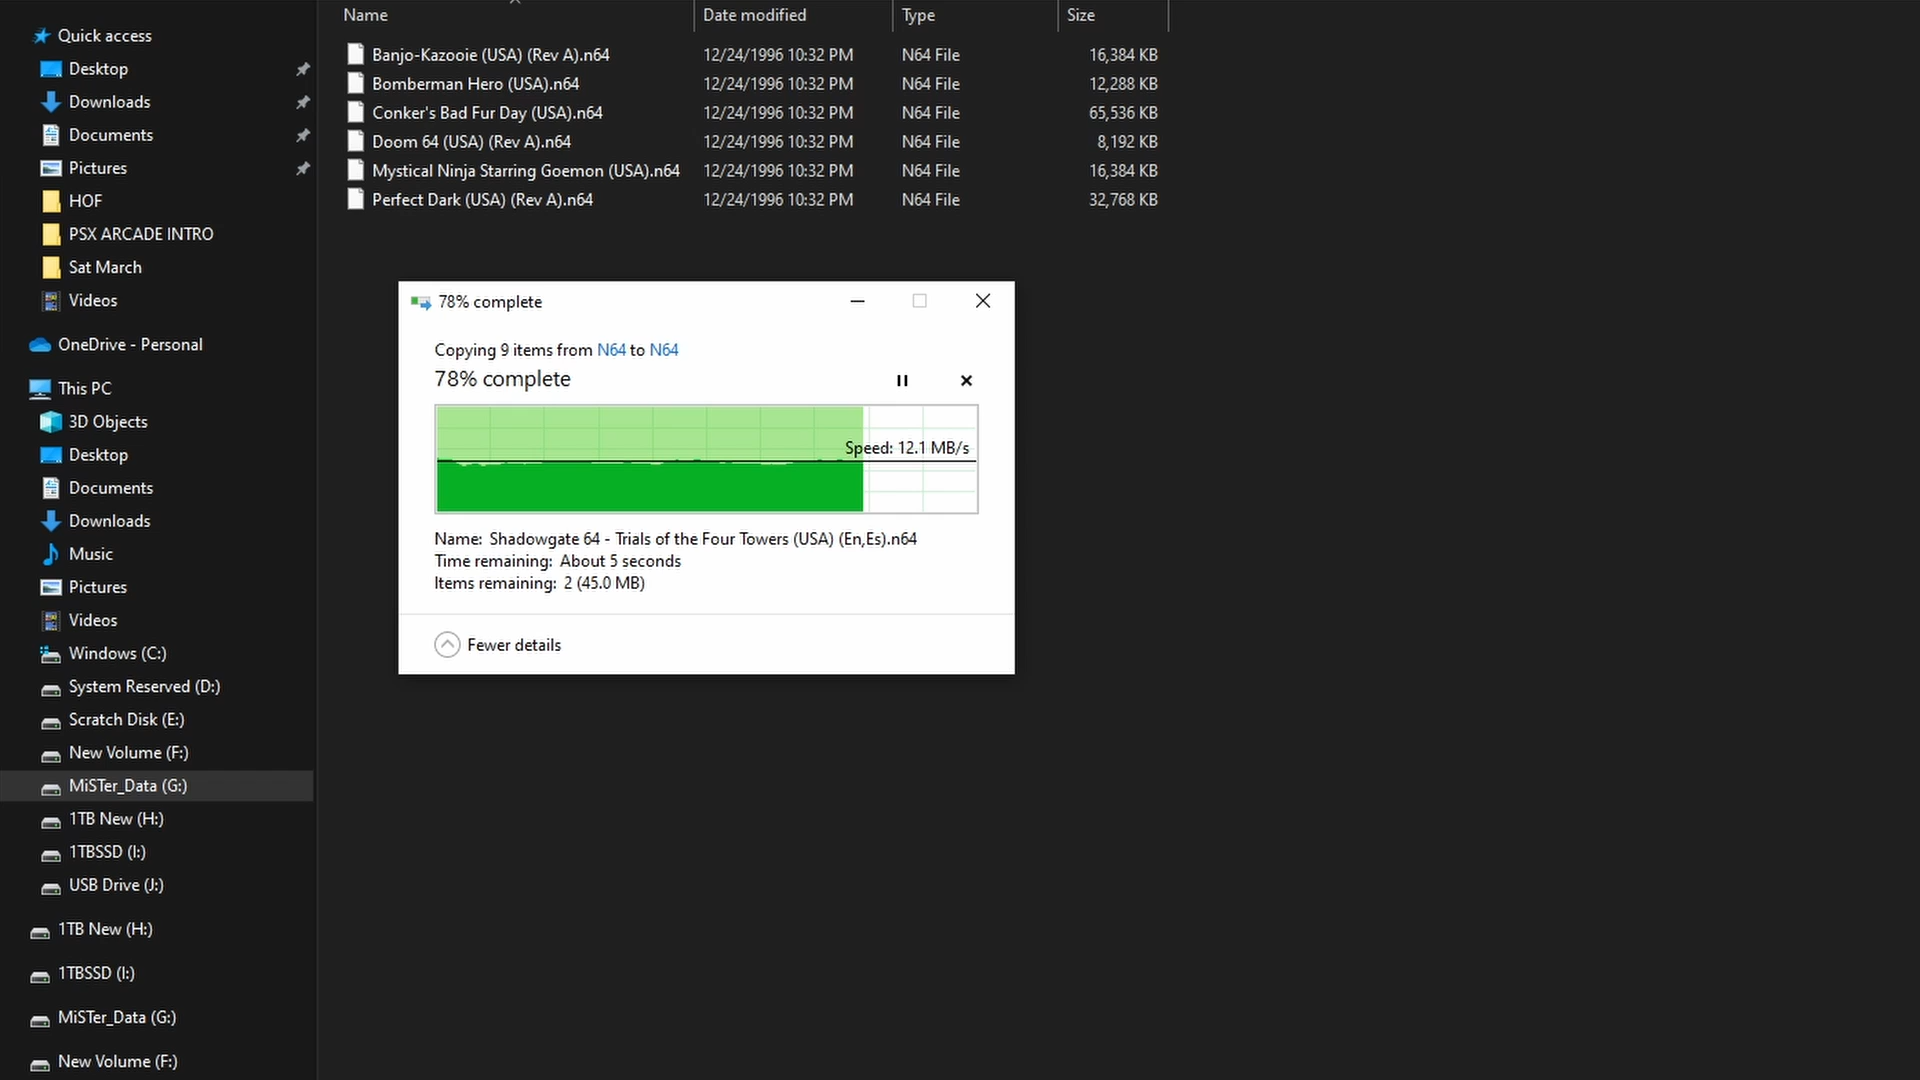 Quick access
Desktop
Downloads
Documents
Pictures
HOF
PSX ARCADE INTRO
Sat March
Videos
OneDrive - Personal
This PC
3D Objects
Desktop
Documents
Downloads
Music
Pictures
Videos
Windows (C:)
System Reserved (D:)
Scratch Disk (E:)
New Volume (F:)
MiSTer_Data (G:)
1TB New (H:)
1TBSSD (I:)
USB Drive (J:)
1TB New (H:)
1TBSSD (I:)
MiSTer_Data (G:)
New Volume (F:)
Name Date modified Type Size
Banjo-Kazooie (USA) (Rev A).n64 12/24/1996 10:32 PM N64 File 16,384 KB
Bomberman Hero (USA).n64 12/24/1996 10:32 PM N64 File 12,288 KB
Conker's Bad Fur Day (USA).n64 12/24/1996 10:32 PM N64 File 65,536 KB
Doom 64 (USA) (Rev A).n64 12/24/1996 10:32 PM N64 File 8,192 KB
Mystical Ninja Starring Goemon (USA).n64 12/24/1996 10:32 PM N64 File 16,384 KB
Perfect Dark (USA) (Rev A).n64 12/24/1996 10:32 PM N64 File 32,768 KB
78% complete
Copying 9 items from N64 to N64
78% complete
Speed: 12.1 MB/s
Name: Shadowgate 64 - Trials of the Four Towers (USA) (En,Es).n64
Time remaining: About 5 seconds
Items remaining: 2 (45.0 MB)
Fewer details